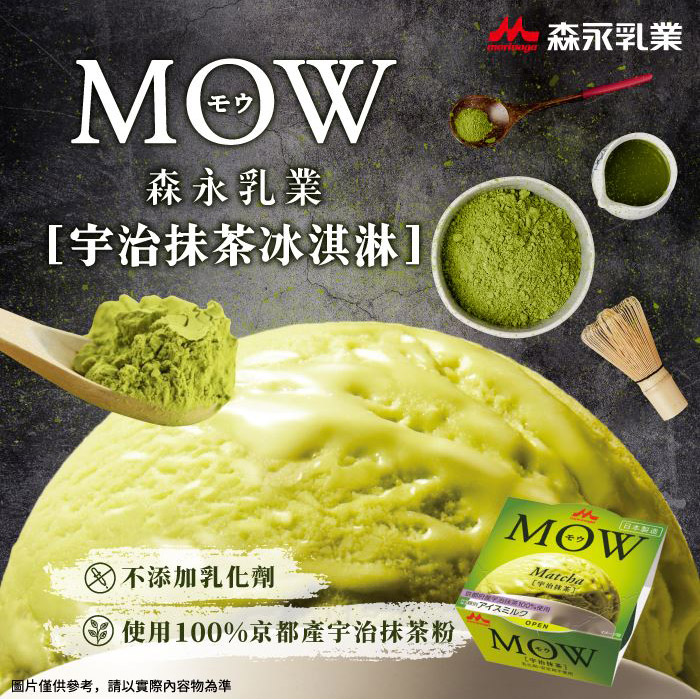 morinaga 森永乳業
MOW
モウ
森永乳業
[宇治抹茶冰淇淋]
日本製造
MOW
モウ
Matcha
[宇治抹茶]
アイスミルク
OPEN
MOW
モウ
[宇治抹茶]
不添加乳化劑
使用100%京都產宇治抹茶粉
圖片僅供參考，請以實際內容物為準